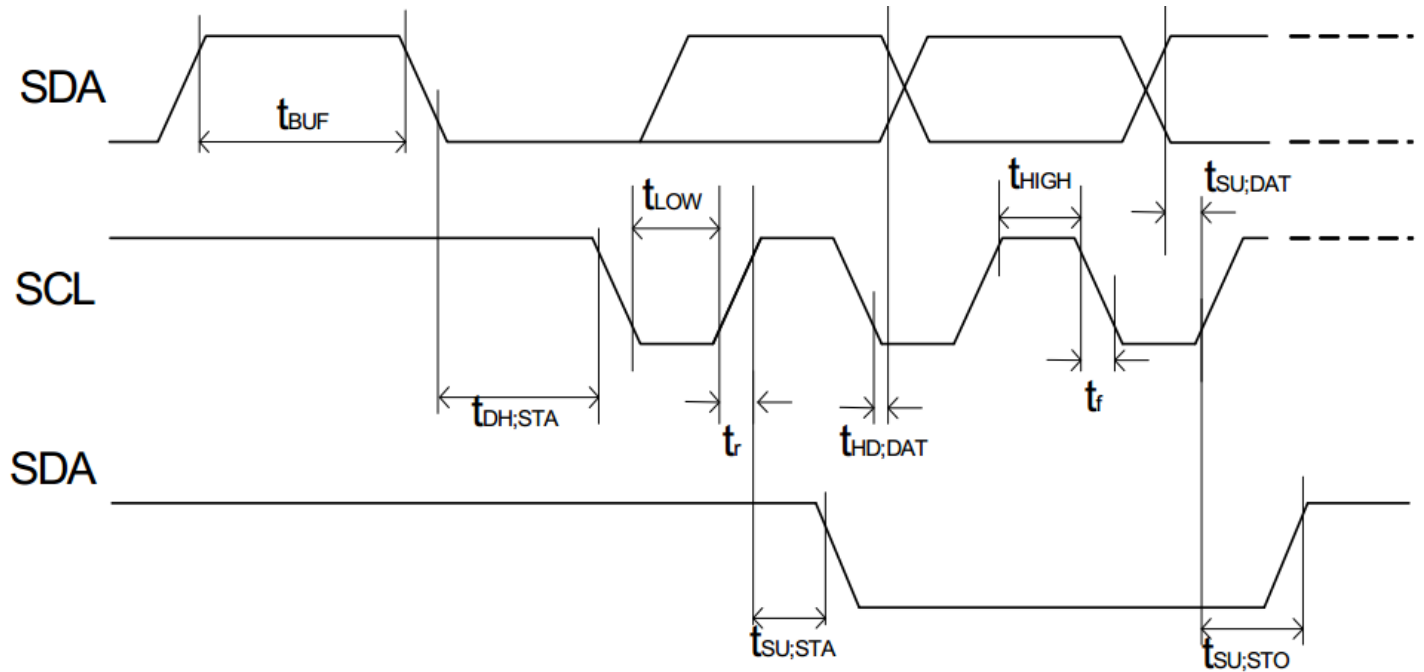 SDA
tBUF
tHIGH
tSU;DAT
tLOW
SCL
tDH;STA
tr
tHD;DAT
tf
SDA
tSU;STA
tSU;STO